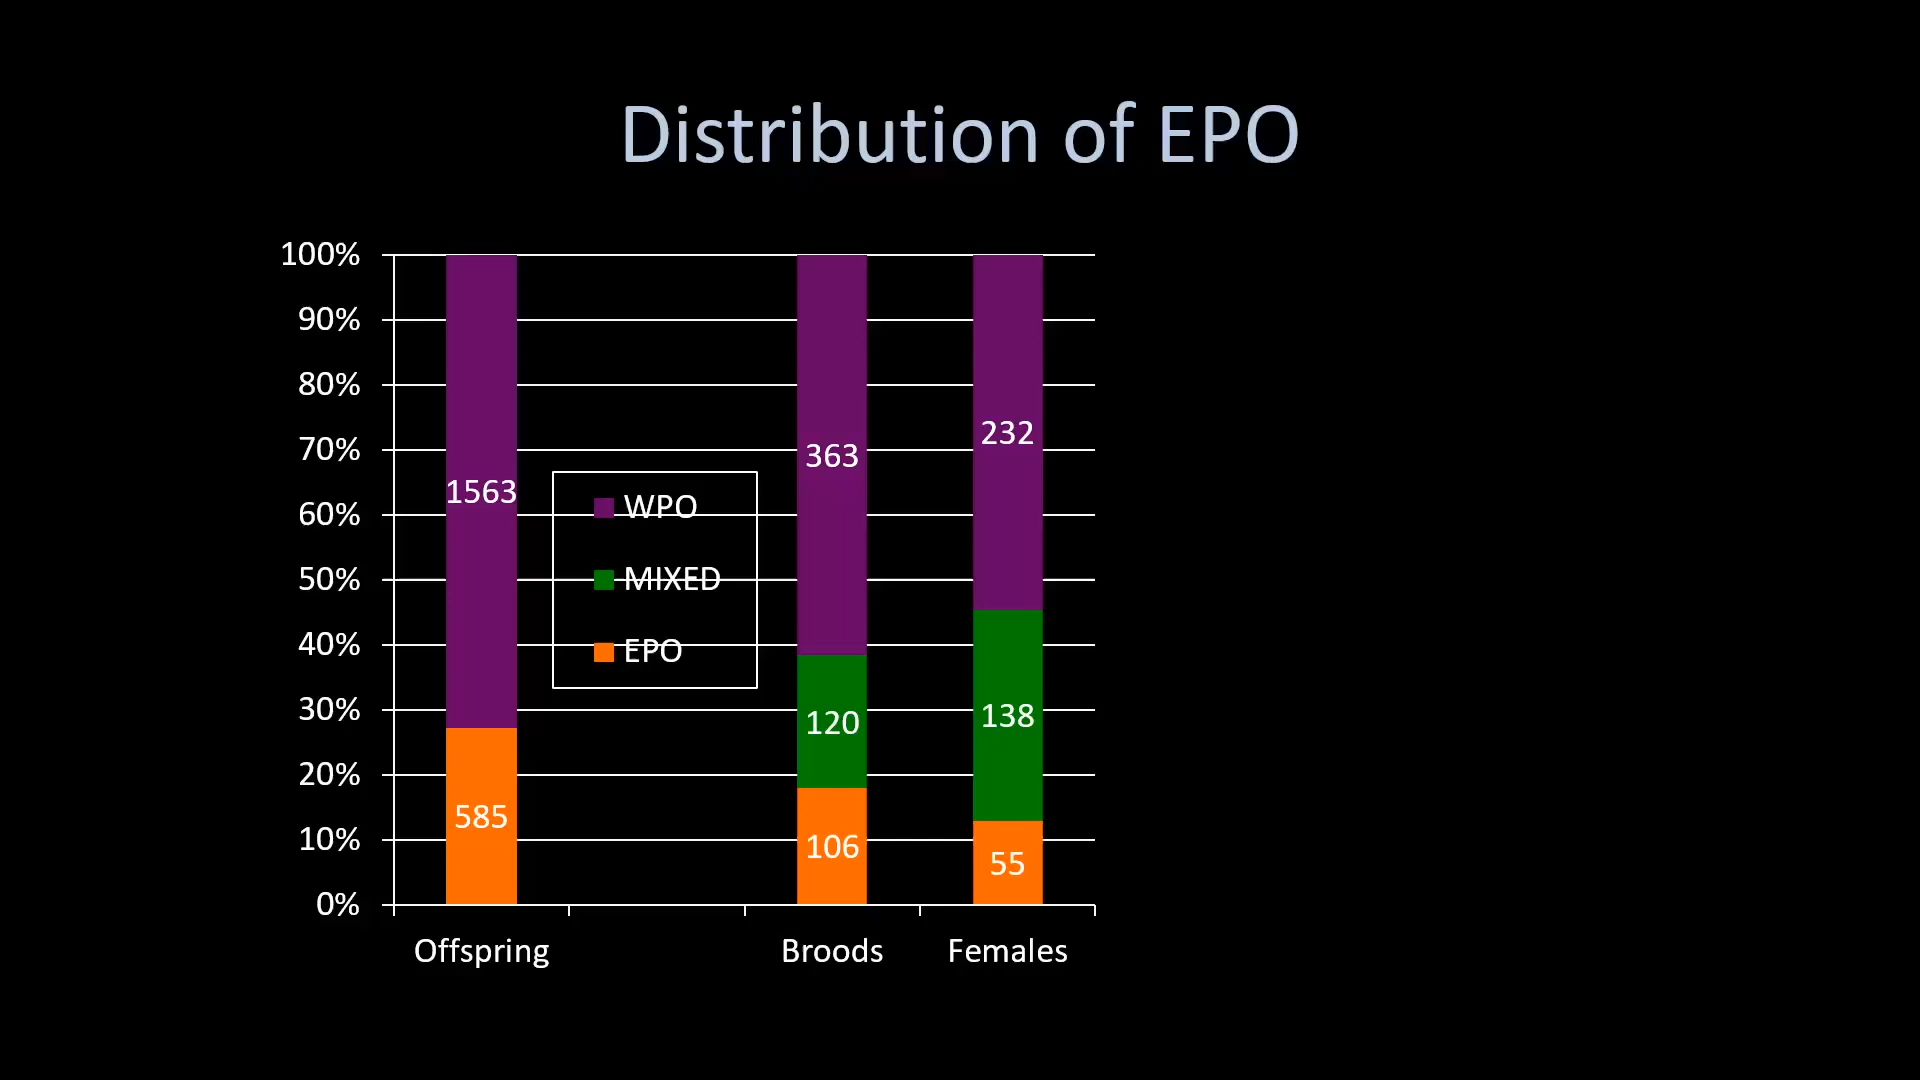 Distribution of EPO
100%
90%
80%
70%
60%
50%
40%
30%
20%
10%
0%
1563
585
WPO
MIXED
EPO
363
120
106
232
138
55
Offspring
Broods
Females